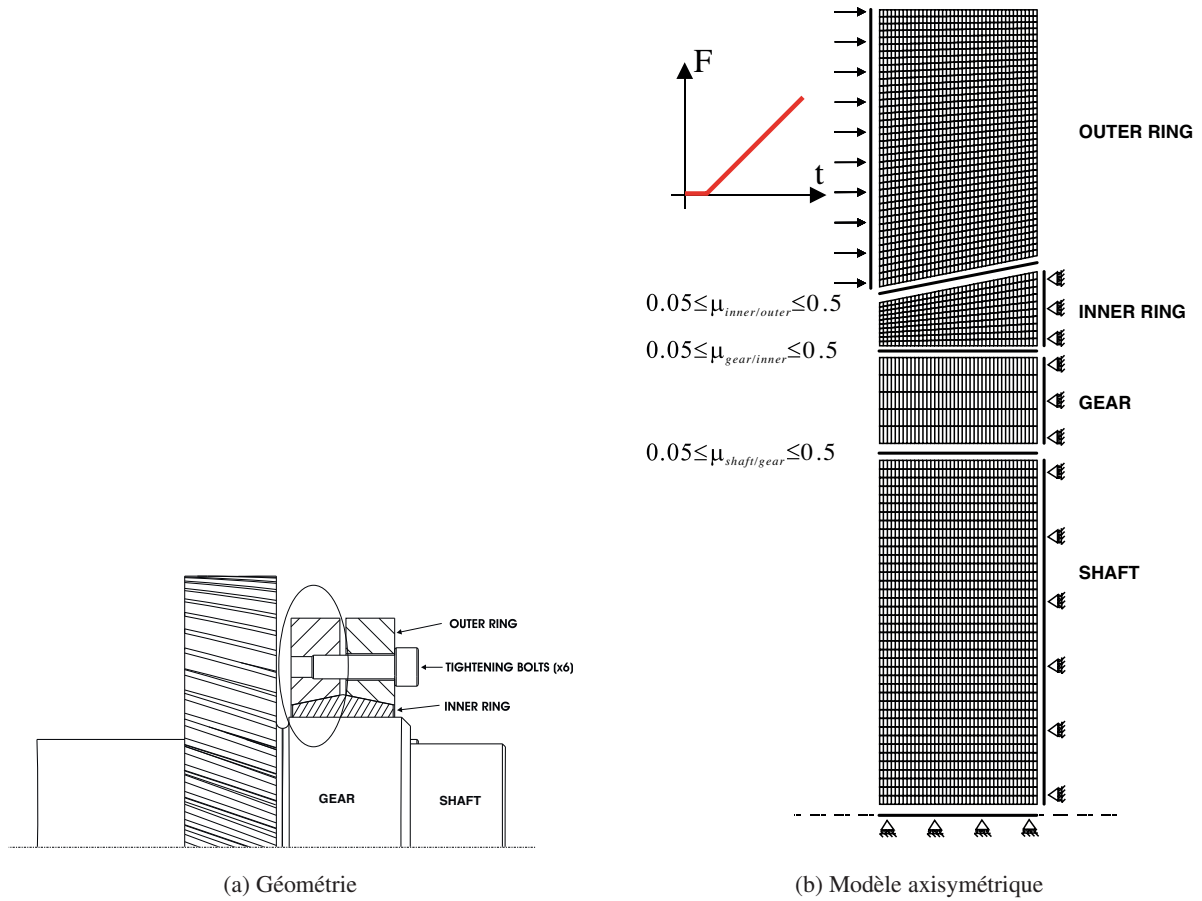 F
t
OUTER RING
0.05≤μinner/outer≤0.5
INNER RING
0.05≤μgear/inner≤0.5
GEAR
0.05≤μshaft/gear≤0.5
SHAFT
OUTER RING
TIGHTENING BOLTS (x6)
INNER RING
GEAR
SHAFT
(a) Géométrie
(b) Modèle axisymétrique